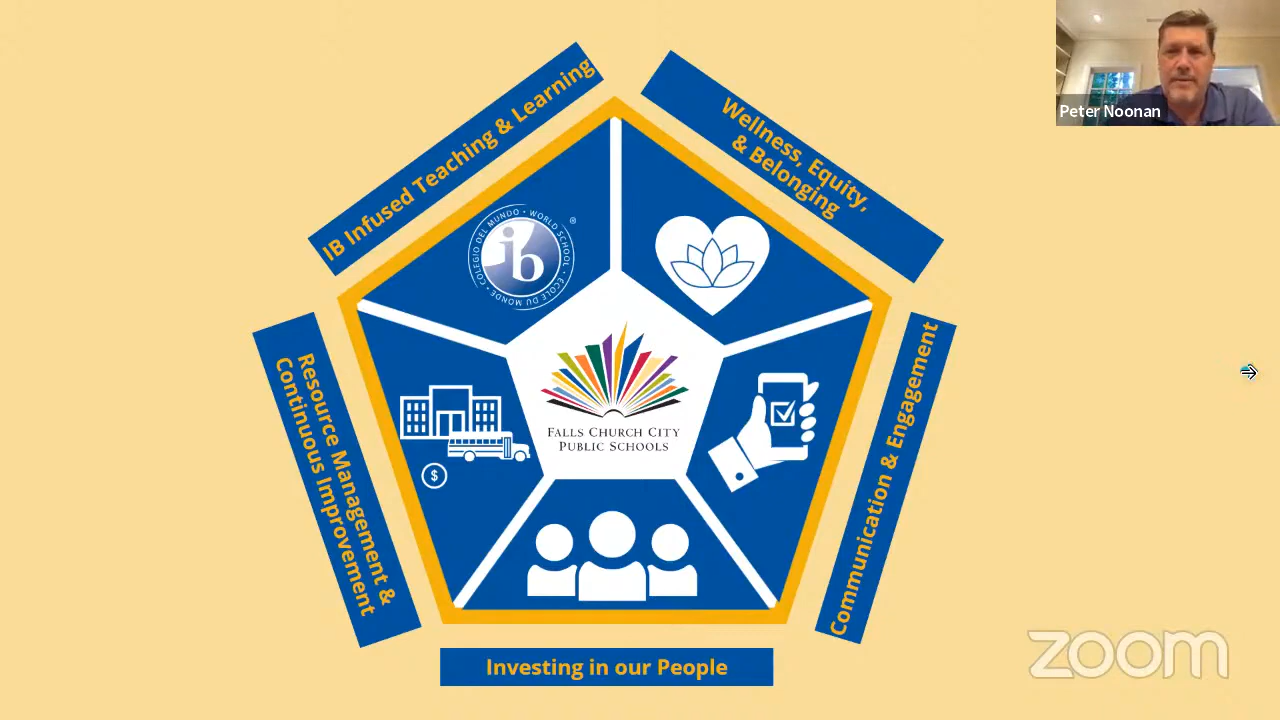 Peter Noonan
IB Infused Teaching & Learning
Wellness, Equity,
& Belonging
COLEGIO DEL MUNDO • WORLD SCHOOL • ÉCOLE DU MONDE •
®
ib
FALLS CHURCH CITY
PUBLIC SCHOOLS
Resource Management &
Continuous Improvement
$
Communication & Engagement
Investing in our People
zoom